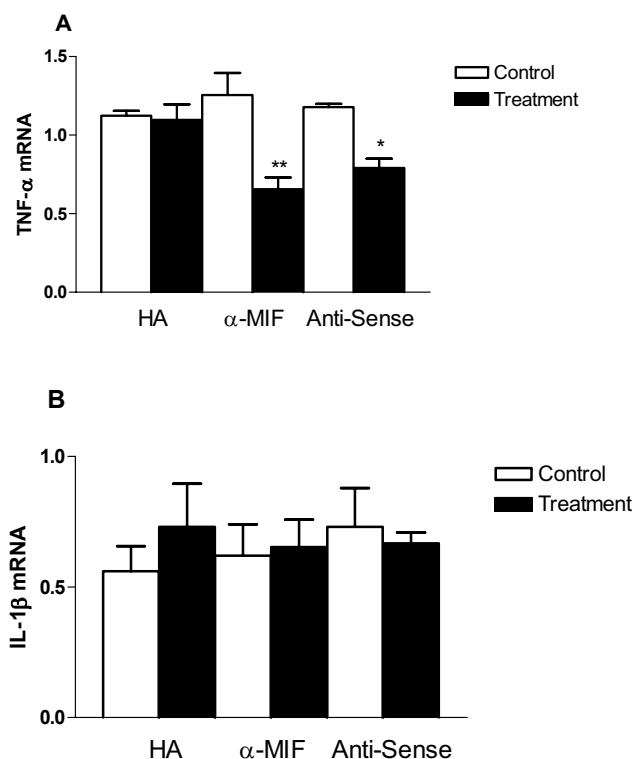 A
1.5
1.0
0.5
0.0
TNF-α mRNA
Control
Treatment
**
*
HA
α-MIF
Anti-Sense
B
1.0
0.5
0.0
IL-1β mRNA
Control
Treatment
HA
α-MIF
Anti-Sense